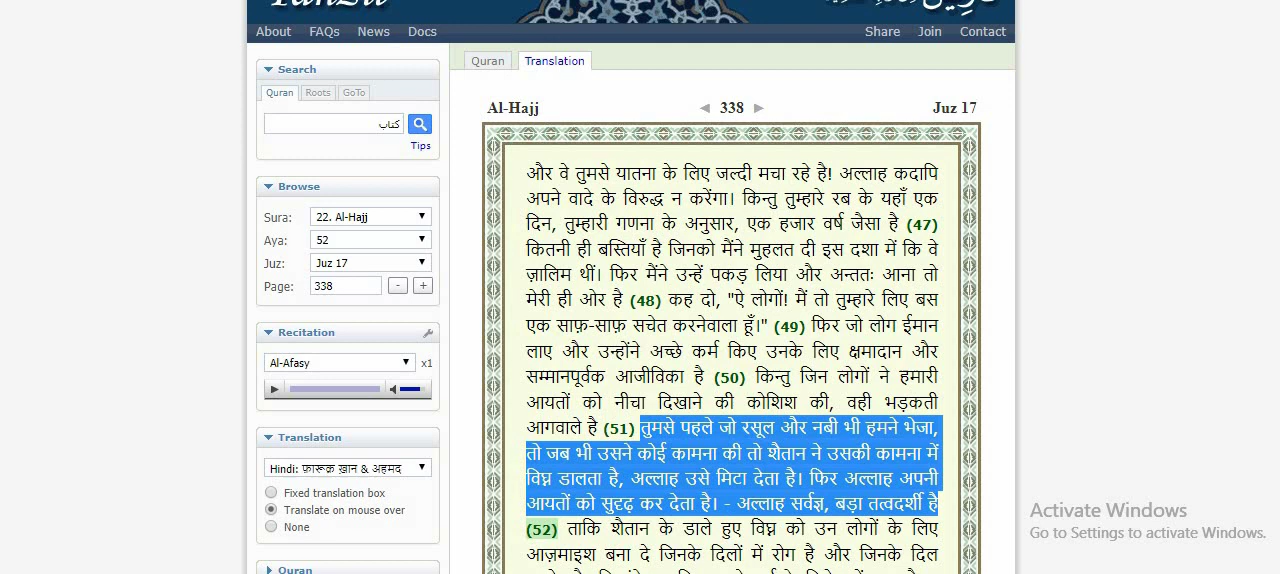 About FAQs News Docs Share Join Contact
Search
Quran Roots GoTo
کتاب
Tips
Browse
Sura: 22. Al-Hajj
Aya: 52
Juz: Juz 17
Page: 338 - +
Recitation
Al-Afasy x1
Translation
Hindi: फ़ारूक़ ख़ान & अहमद
Fixed translation box
Translate on mouse over
None
Quran
Quran Translation
Al-Hajj 338 Juz 17
और वे तुमसे यातना के लिए जल्दी मचा रहे है! अल्लाह कदापि
अपने वादे के विरुद्ध न करेंगा। किन्तु तुम्हारे रब के यहाँ एक
दिन, तुम्हारी गणना के अनुसार, एक हजार वर्ष जैसा है (47)
कितनी ही बस्तियाँ है जिनको मैंने मुहलत दी इस दशा में कि वे
ज़ालिम थीं। फिर मैंने उन्हें पकड़ लिया और अन्ततः आना तो
मेरी ही ओर है (48) कह दो, "ऐ लोगों! मैं तो तुम्हारे लिए बस
एक साफ़-साफ़ सचेत करनेवाला हूँ।" (49) फिर जो लोग ईमान
लाए और उन्होंने अच्छे कर्म किए उनके लिए क्षमादान और
सम्मानपूर्वक आजीविका है (50) किन्तु जिन लोगों ने हमारी
आयतों को नीचा दिखाने की कोशिश की, वही भड़कती
आगवाले है (51) तुमसे पहले जो रसूल और नबी भी हमने भेजा,
तो जब भी उसने कोई कामना की तो शैतान ने उसकी कामना में
विघ्न डालता है, अल्लाह उसे मिटा देता है। फिर अल्लाह अपनी
आयतों को सुदृढ़ कर देता है। - अल्लाह सर्वज्ञ, बड़ा तत्वदर्शी है
(52) ताकि शैतान के डाले हुए विघ्न को उन लोगों के लिए
आज़माइश बना दे जिनके दिलों में रोग है और जिनके दिल
Activate Windows
Go to Settings to activate Windows.